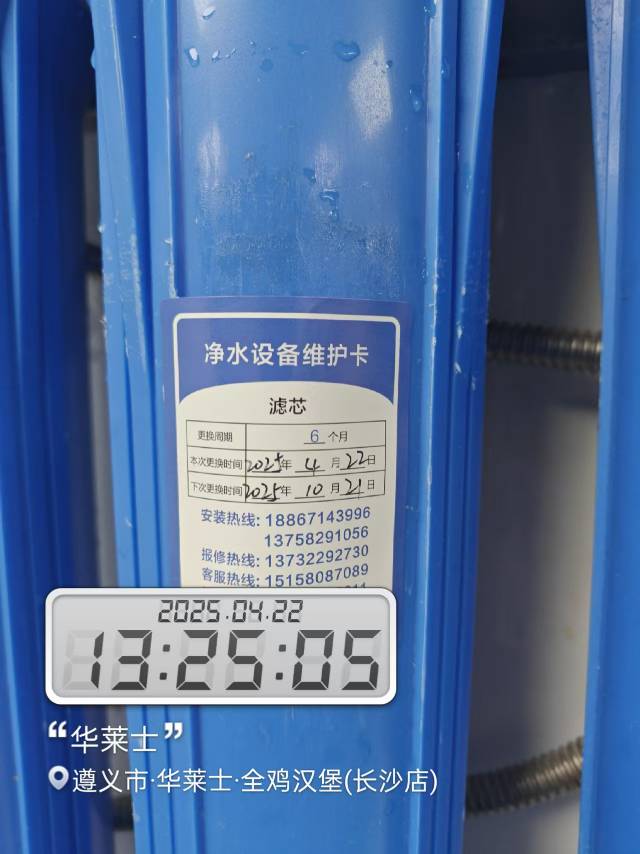 净水设备维护卡
滤芯
更换周期 6 个月
本次更换时间 2025年 4 月 22日
下次更换时间 2025年 10 月 21日
安装热线: 18867143996
13758291056
报修热线: 13732292730
客服热线: 15158087089
2025.04.22
13:25:05
“华莱士”
遵义市·华莱士·全鸡汉堡(长沙店)